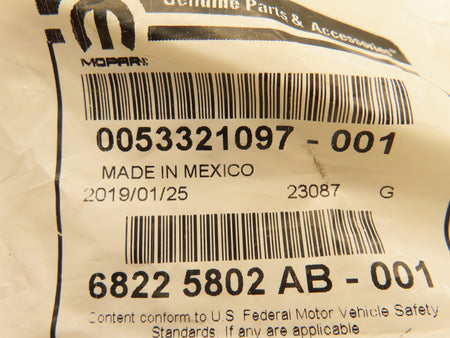 Genuine Parts & Accessories
MOPAR
0053321097 - 001
MADE IN MEXICO
2019/01/25 23087 G
6822 5802 AB - 001
Content conform to U.S. Federal Motor Vehicle Safety
Standards If any are applicable